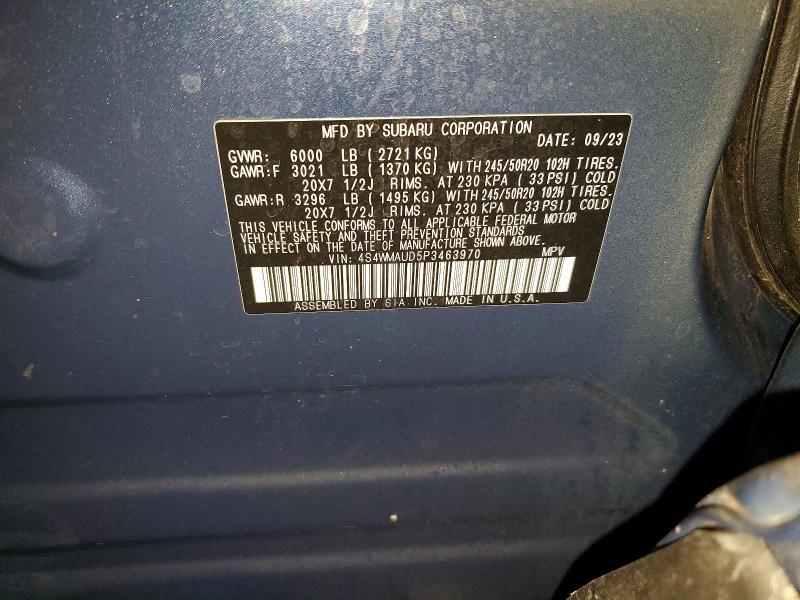 MFD BY SUBARU CORPORATION
DATE: 09/23
GVWR: 6000 LB (2721KG)
GAWR:F 3021 LB (1370KG) WITH 245/50R20 102H TIRES.
20X7 1/2J RIMS. AT 230 KPA (33PSI) COLD
GAWR:R 3296 LB (1495KG) WITH 245/50R20 102H TIRES.
20X7 1/2J RIMS. AT 230 KPA (33PSI) COLD
THIS VEHICLE CONFORMS TO ALL APPLICABLE FEDERAL MOTOR
VEHICLE SAFETY AND THEFT PREVENTION STANDARDS
IN EFFECT ON THE DATE OF MANUFACTURE SHOWN ABOVE.
VIN: 4S4WMAUD5P3463970 MPV
ASSEMBLED BY SIA.INC. MADE IN U.S.A.